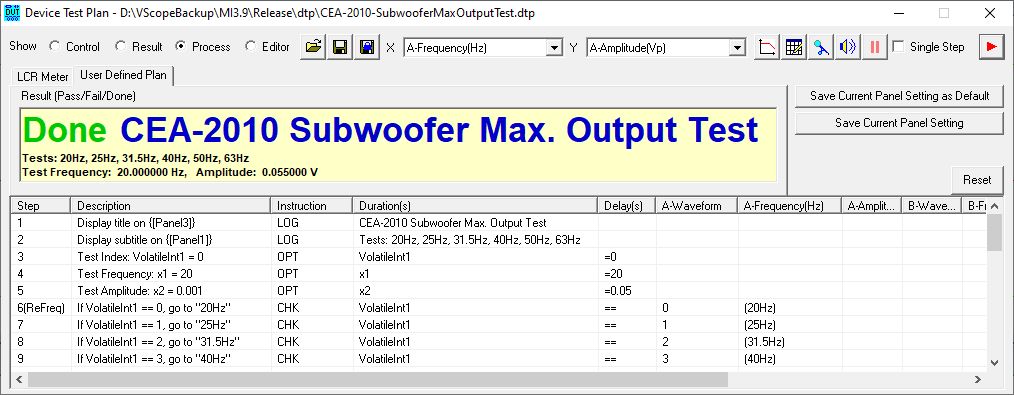 DUT
Device Test Plan - D:\VScopeBackup\MI3.9\Release\dtp\CEA-2010-SubwooferMaxOutputTest.dtp
Show Control Result Process Editor X A-Frequency(Hz) Y A-Amplitude(Vp) Single Step
LCR Meter User Defined Plan
Result (Pass/Fail/Done)
Save Current Panel Setting as Default
Done CEA-2010 Subwoofer Max. Output Test
Save Current Panel Setting
Tests: 20Hz, 25Hz, 31.5Hz, 40Hz, 50Hz, 63Hz
Test Frequency: 20.000000 Hz, Amplitude: 0.055000 V
Reset
Step Description Instruction Duration(s) Delay(s) A-Waveform A-Frequency(Hz) A-Amplit... B-Wave... B-Fr
1 Display title on {[Panel3]} LOG CEA-2010 Subwoofer Max. Output Test
2 Display subtitle on {[Panel1]} LOG Tests: 20Hz, 25Hz, 31.5Hz, 40Hz, 50Hz, 63Hz
3 Test Index: VolatileInt1 = 0 OPT VolatileInt1 =0
4 Test Frequency: x1 = 20 OPT x1 =20
5 Test Amplitude: x2 = 0.001 OPT x2 =0.05
6(ReFreq) If VolatileInt1 == 0, go to "20Hz" CHK VolatileInt1 == 0 (20Hz)
7 If VolatileInt1 == 1, go to "25Hz" CHK VolatileInt1 == 1 (25Hz)
8 If VolatileInt1 == 2, go to "31.5Hz" CHK VolatileInt1 == 2 (31.5Hz)
9 If VolatileInt1 == 3, go to "40Hz" CHK VolatileInt1 == 3 (40Hz)